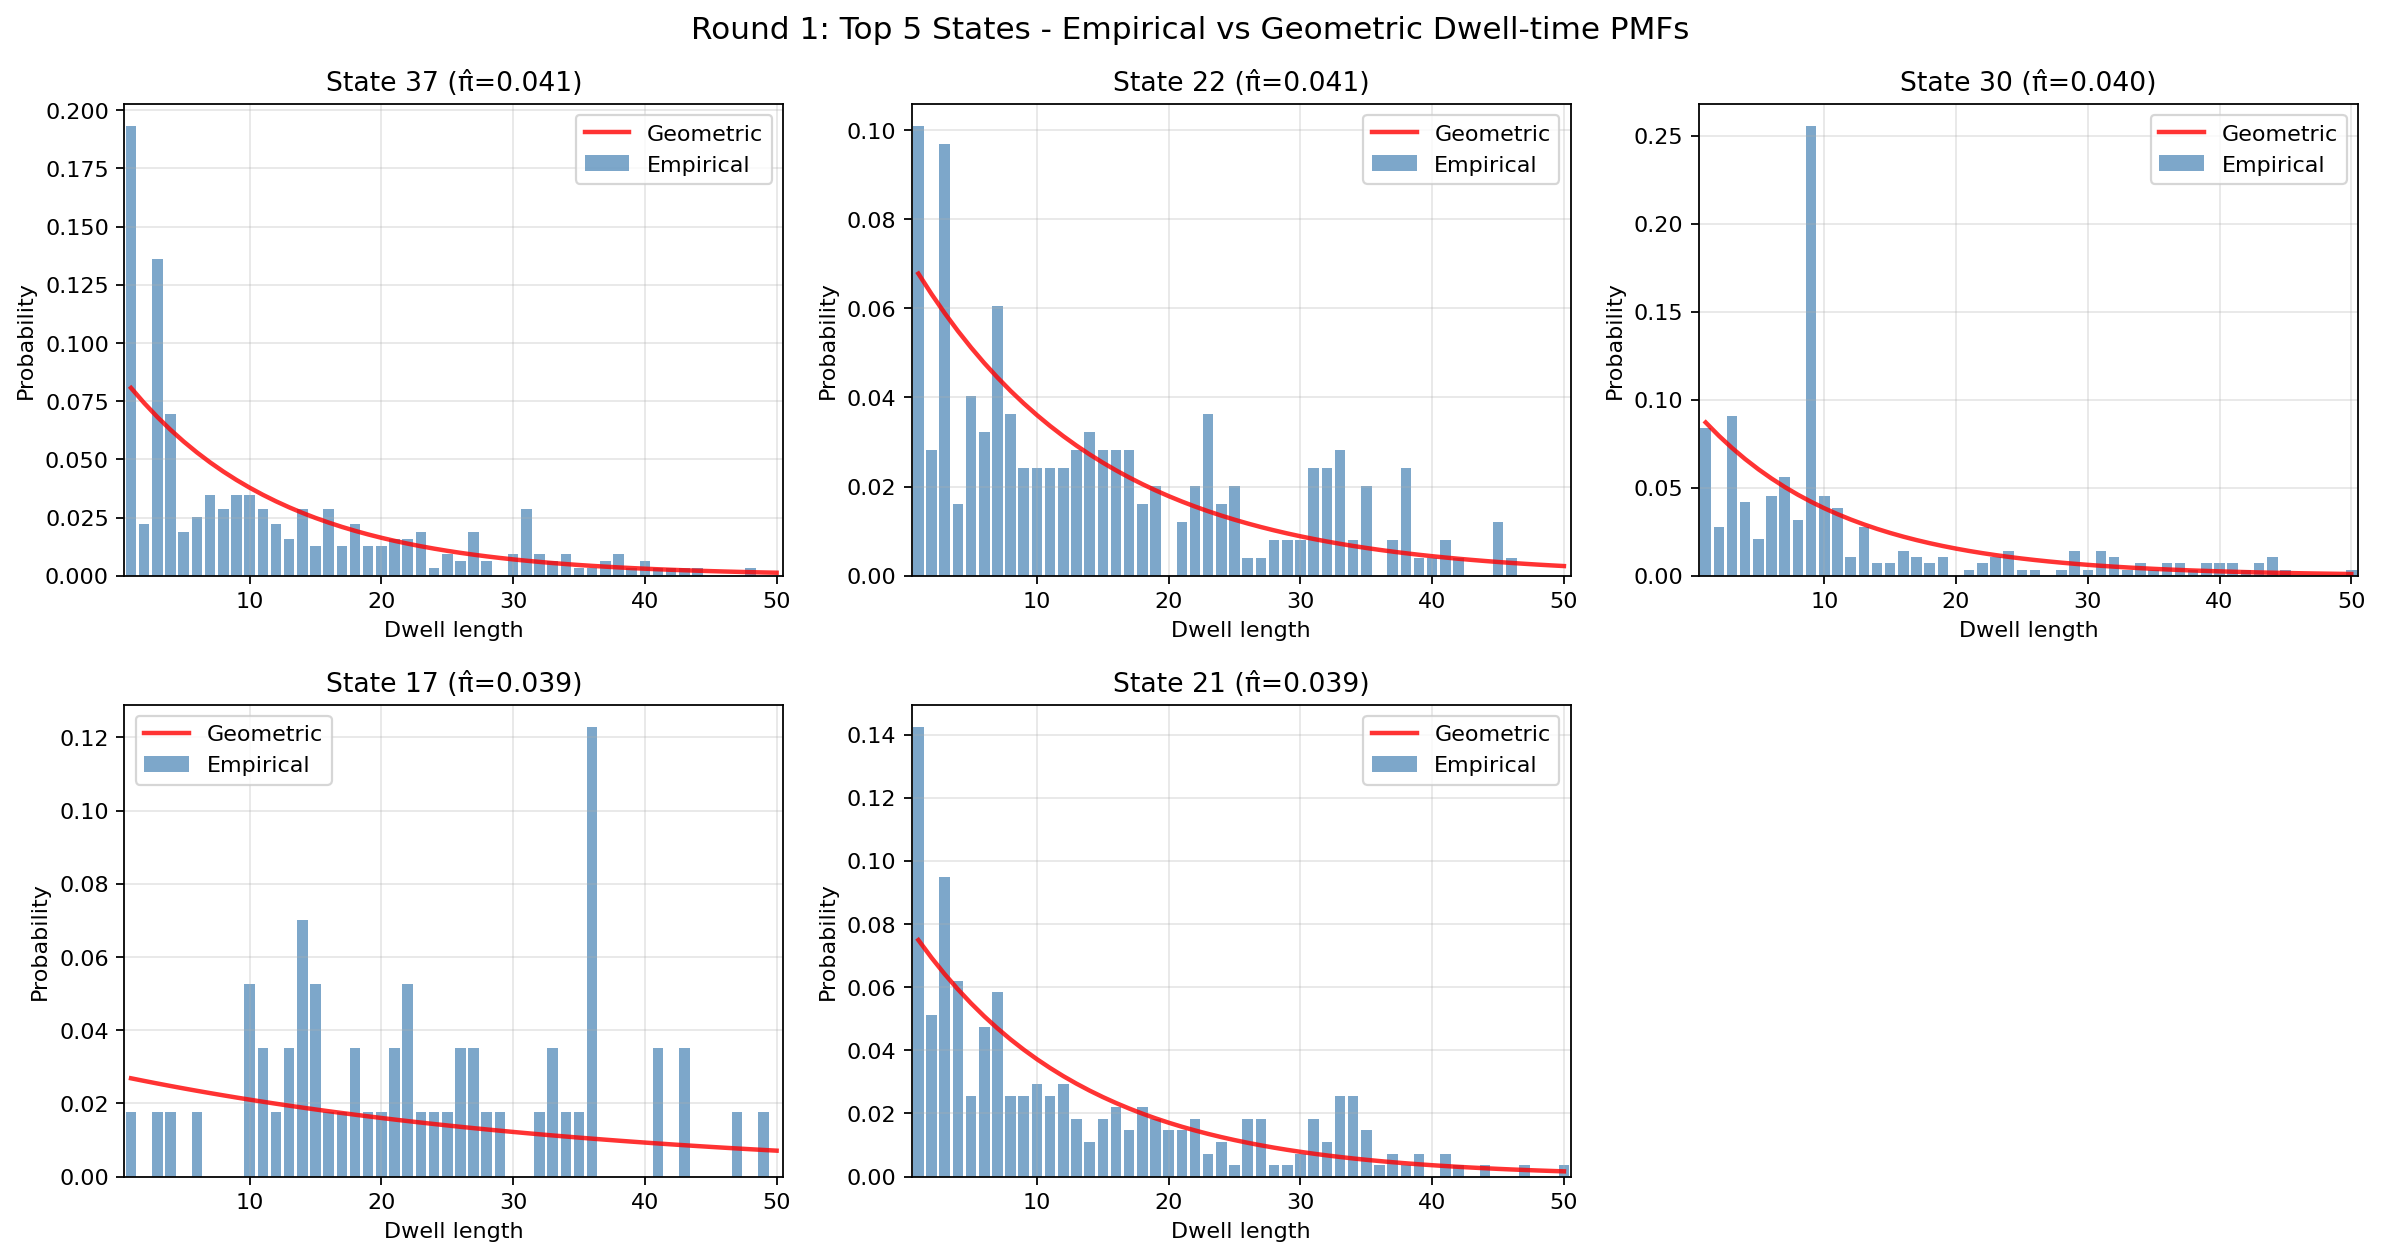 Round 1: Top 5 States - Empirical vs Geometric Dwell-time PMFs
State 37 (π̂=0.041)
0.200
0.175
0.150
0.125
0.100
0.075
0.050
0.025
0.000
Probability
Geometric
Empirical
10 20 30 40 50
Dwell length
State 22 (π̂=0.041)
0.10
0.08
0.06
0.04
0.02
0.00
Probability
Geometric
Empirical
10 20 30 40 50
Dwell length
State 30 (π̂=0.040)
0.25
0.20
0.15
0.10
0.05
0.00
Probability
Geometric
Empirical
10 20 30 40 50
Dwell length
State 17 (π̂=0.039)
0.12
0.10
0.08
0.06
0.04
0.02
0.00
Probability
Geometric
Empirical
10 20 30 40 50
Dwell length
State 21 (π̂=0.039)
0.14
0.12
0.10
0.08
0.06
0.04
0.02
0.00
Probability
Geometric
Empirical
10 20 30 40 50
Dwell length